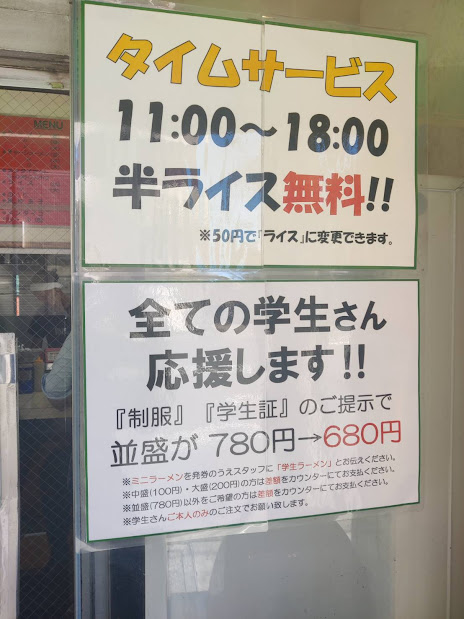 MENU
タイムサービス
11:00～18:00
半ライス無料!!
※50円で「ライス」に変更できます。
全ての学生さん
応援します!!
『制服』『学生証』のご提示で
並盛が 780円→680円
※ミニラーメンを発券のうえスタッフに「学生ラーメン」とお伝えください。
※中盛(100円)・大盛(200円)の方は差額をカウンターにてお支払ください。
※並盛(780円)以外をご希望の方は差額をカウンターにてお支払ください。
※学生さんご本人のみのご注文でお願い致します。